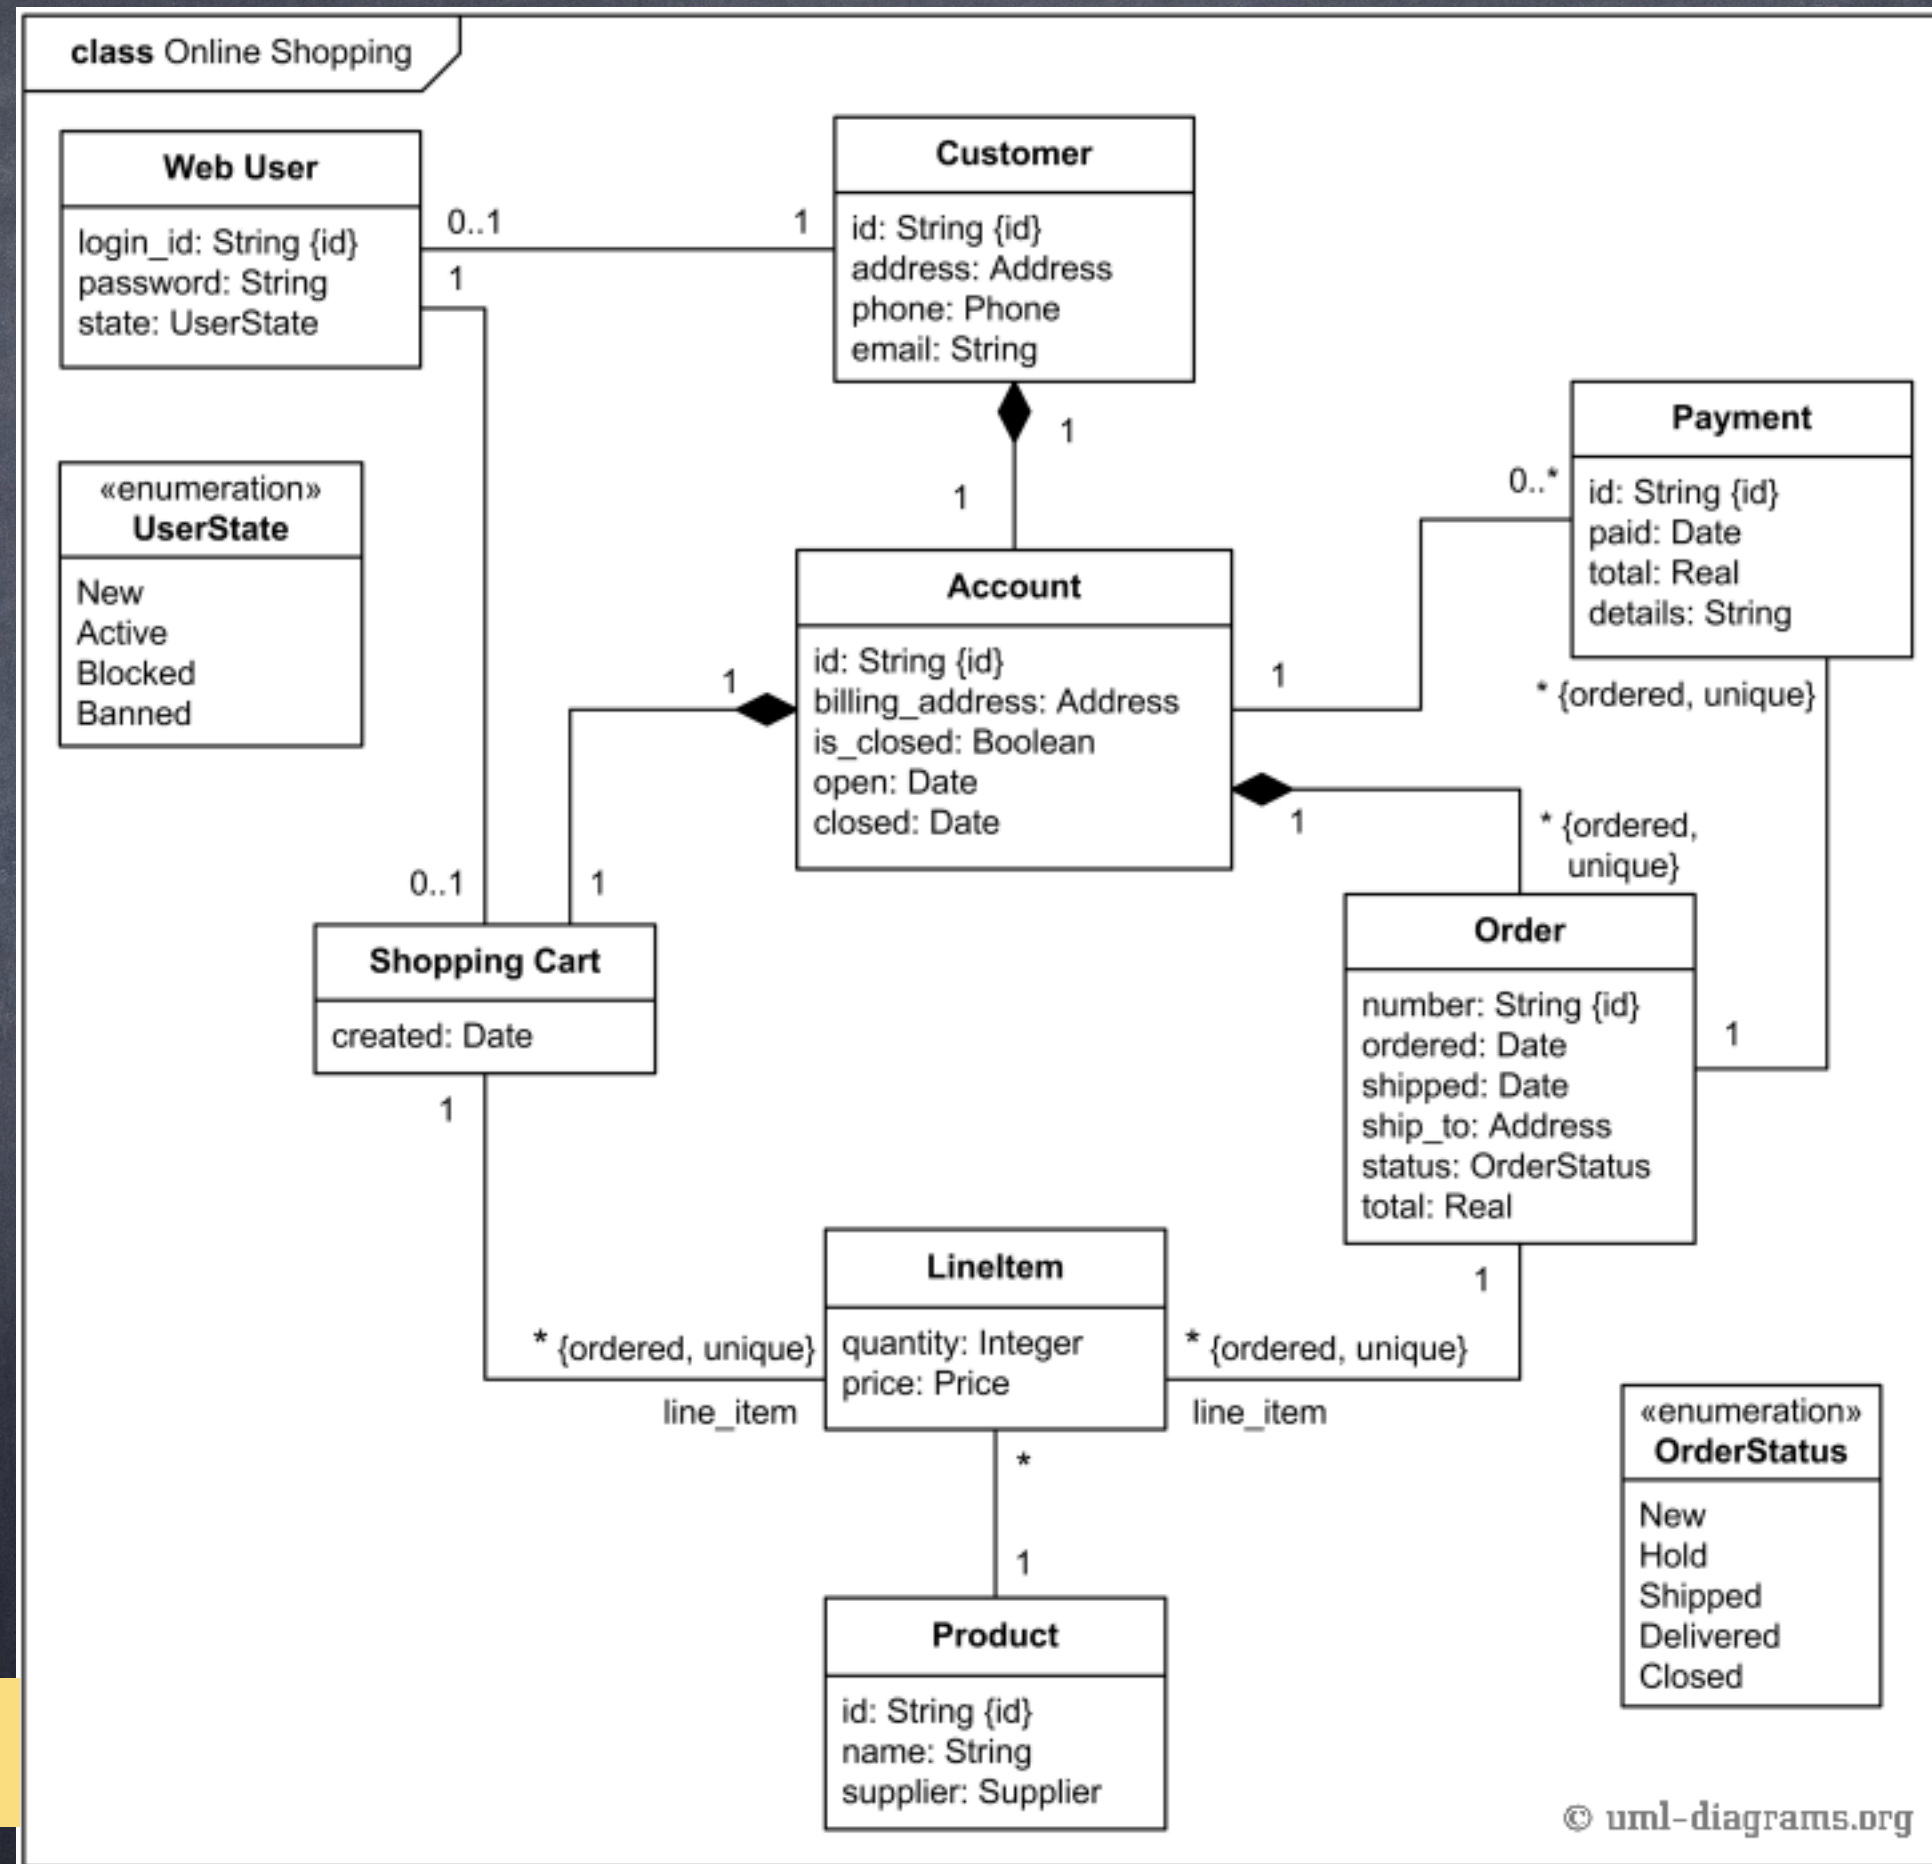 class Online Shopping
Web User
login_id: String {id}
password: String
state: UserState
0..1
1
1
Customer
id: String {id}
address: Address
phone: Phone
email: String
1
1
«enumeration»
UserState
New
Active
Blocked
Banned
Account
id: String {id}
billing_address: Address
is_closed: Boolean
open: Date
closed: Date
1
1
0..1
1
Payment
id: String {id}
paid: Date
total: Real
details: String
0..*
1
* {ordered, unique}
1
* {ordered,
unique}
Order
number: String {id}
ordered: Date
shipped: Date
ship_to: Address
status: OrderStatus
total: Real
1
Shopping Cart
created: Date
1
* {ordered, unique}
line_item
LineItem
quantity: Integer
price: Price
1
* {ordered, unique}
line_item
*
1
Product
id: String {id}
name: String
supplier: Supplier
«enumeration»
OrderStatus
New
Hold
Shipped
Delivered
Closed
© uml-diagrams.org